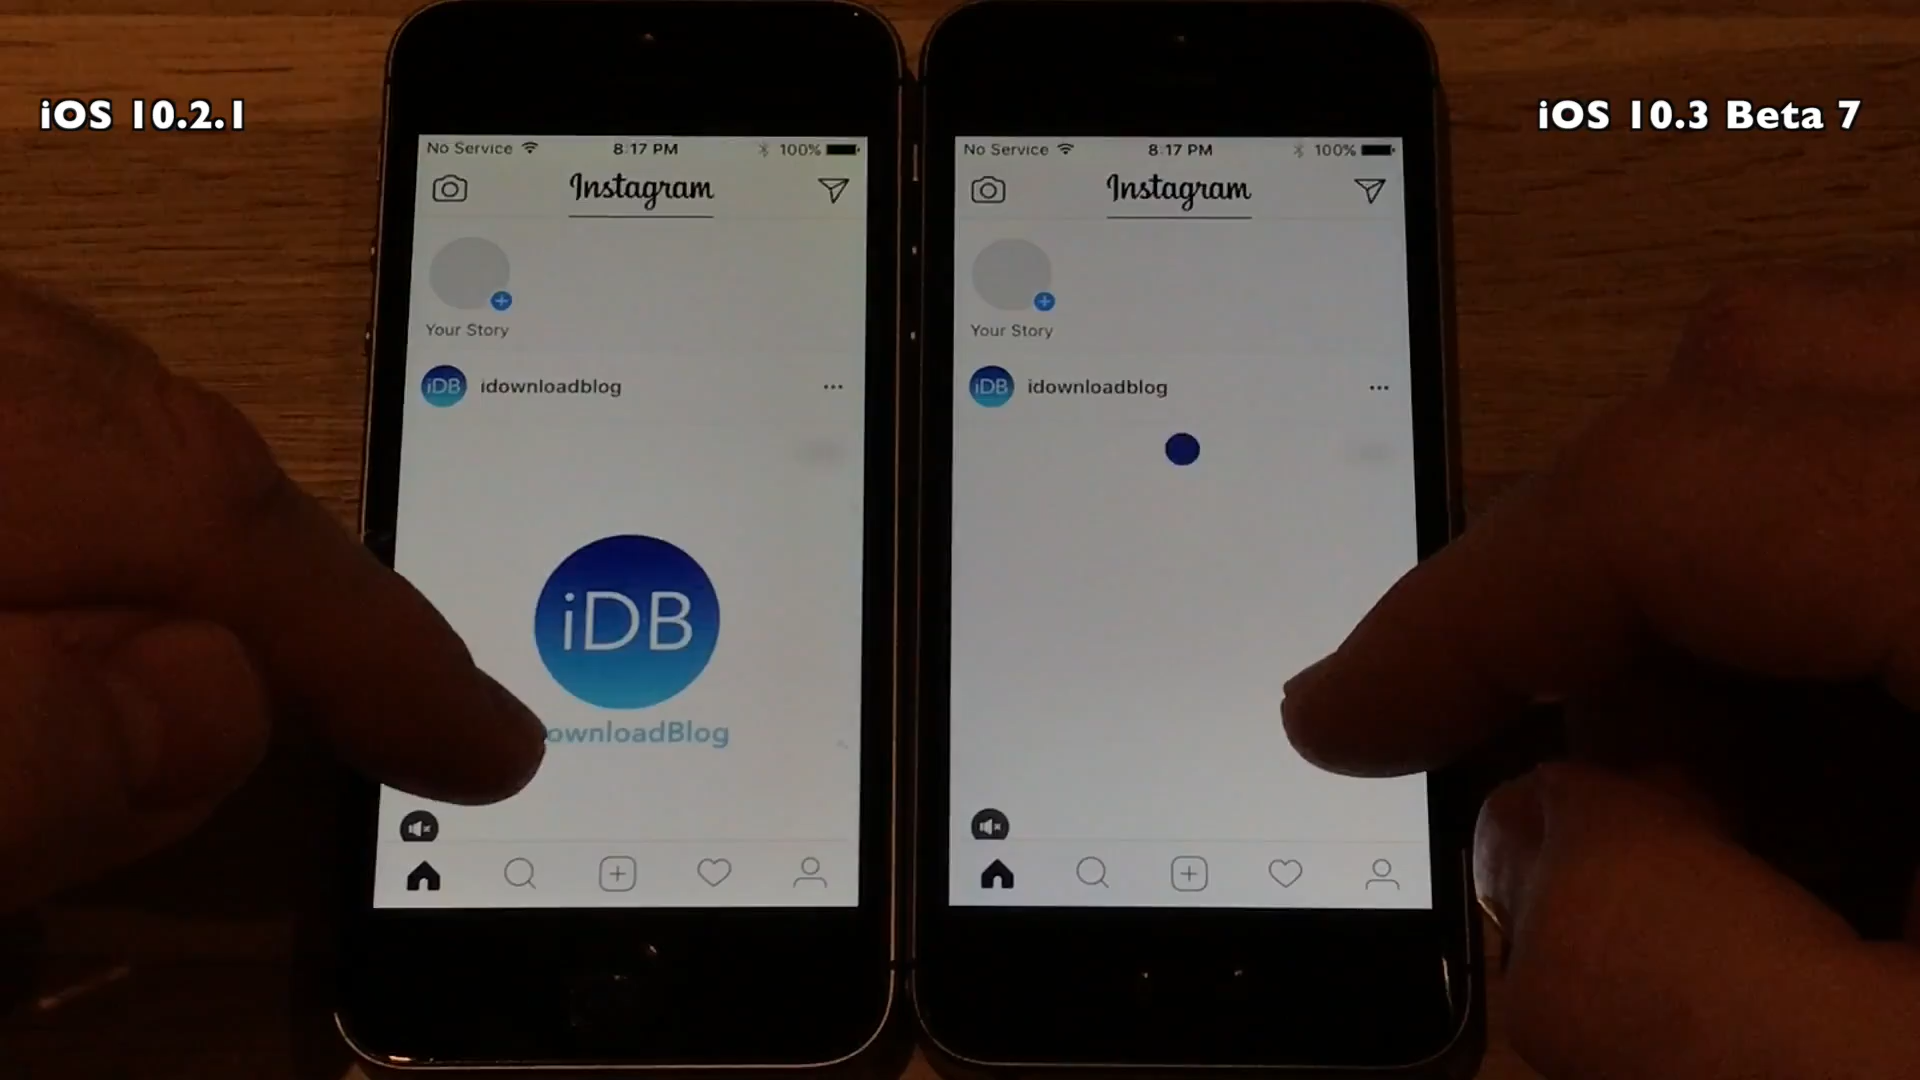 iOS 10.2.1
iOS 10.3 Beta 7
No Service
8:17 PM
100%
Instagram
Your Story
iDB
idownloadblog
iDB
ownloadBlog
No Service
8:17 PM
100%
Instagram
Your Story
iDB
idownloadblog